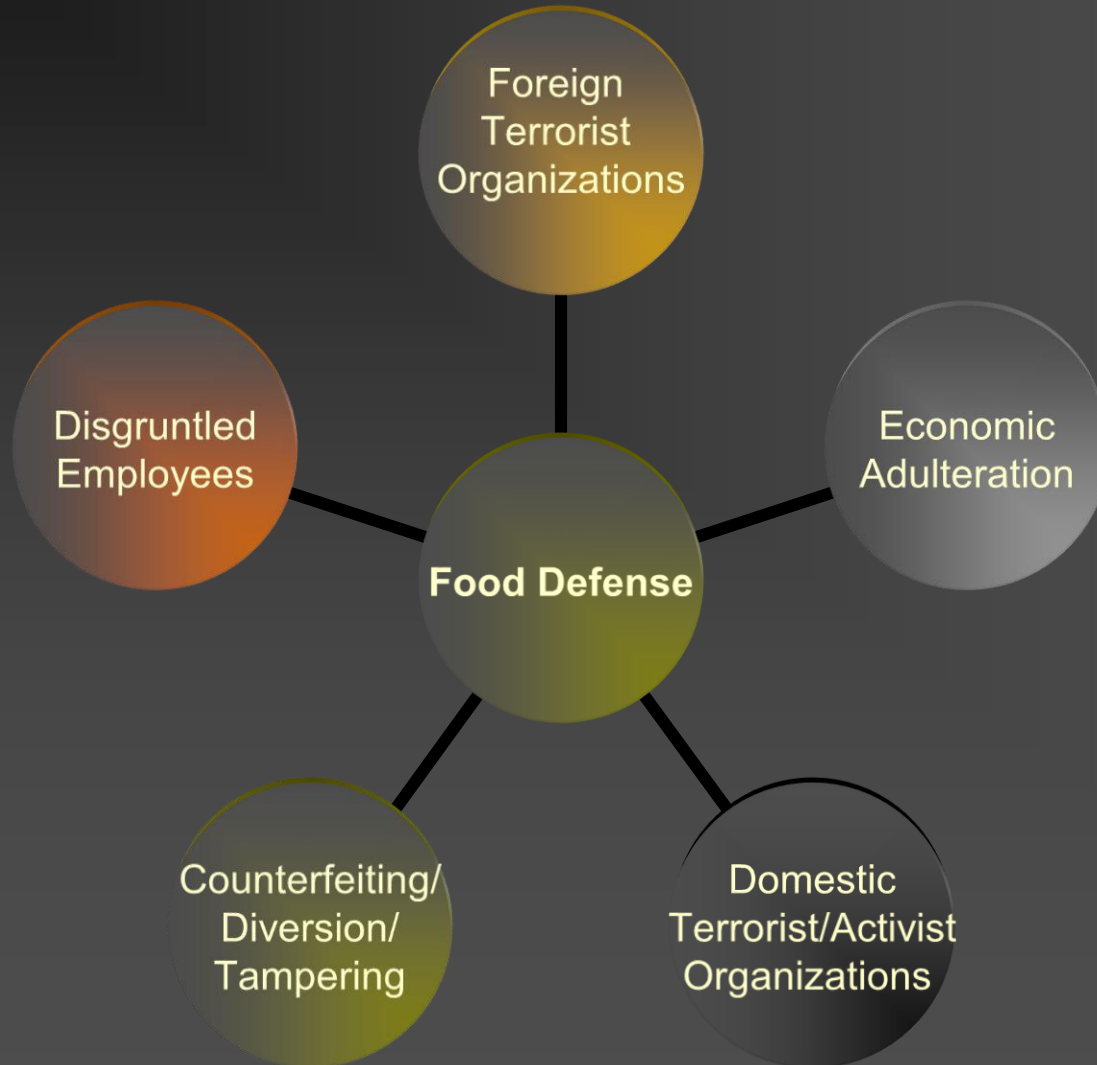 Foreign
Terrorist
Organizations
Disgruntled
Employees
Economic
Adulteration
Food Defense
Counterfeiting/
Diversion/
Tampering
Domestic
Terrorist/Activist
Organizations